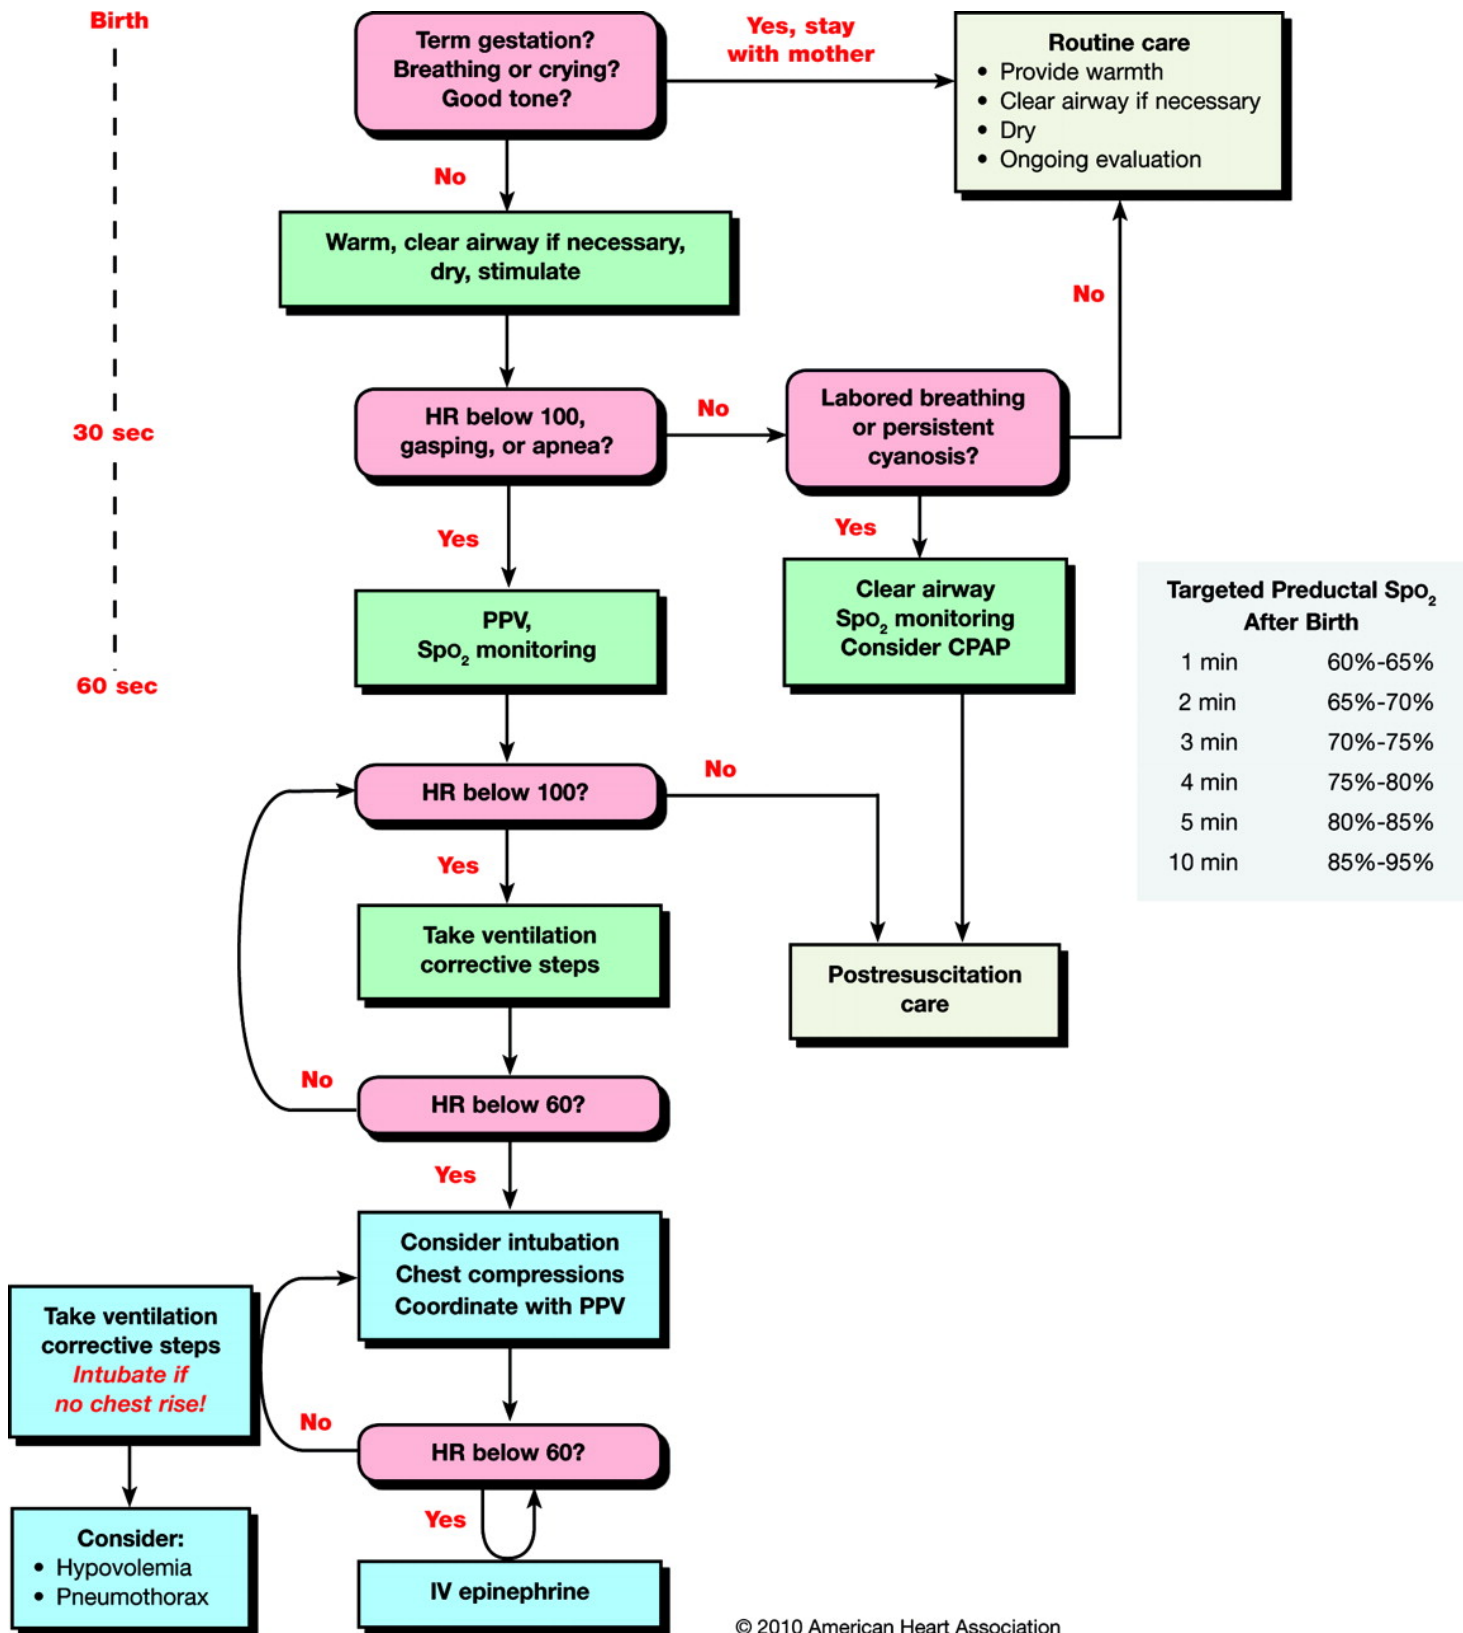 Birth
Term gestation?
Breathing or crying?
Good tone?
Yes, stay
with mother
Routine care
• Provide warmth
• Clear airway if necessary
• Dry
• Ongoing evaluation
No
Warm, clear airway if necessary,
dry, stimulate
No
30 sec
HR below 100,
gasping, or apnea?
No
Labored breathing
or persistent
cyanosis?
Yes
Yes
60 sec
PPV,
SpO₂ monitoring
Clear airway
SpO₂ monitoring
Consider CPAP
Targeted Preductal SpO₂
After Birth
1 min 60%-65%
2 min 65%-70%
3 min 70%-75%
4 min 75%-80%
5 min 80%-85%
10 min 85%-95%
HR below 100?
No
Yes
Take ventilation
corrective steps
Postresuscitation
care
No
HR below 60?
Yes
Consider intubation
Chest compressions
Coordinate with PPV
Take ventilation
corrective steps
Intubate if
no chest rise!
No
HR below 60?
Yes
Consider:
• Hypovolemia
• Pneumothorax
IV epinephrine
© 2010 American Heart Association